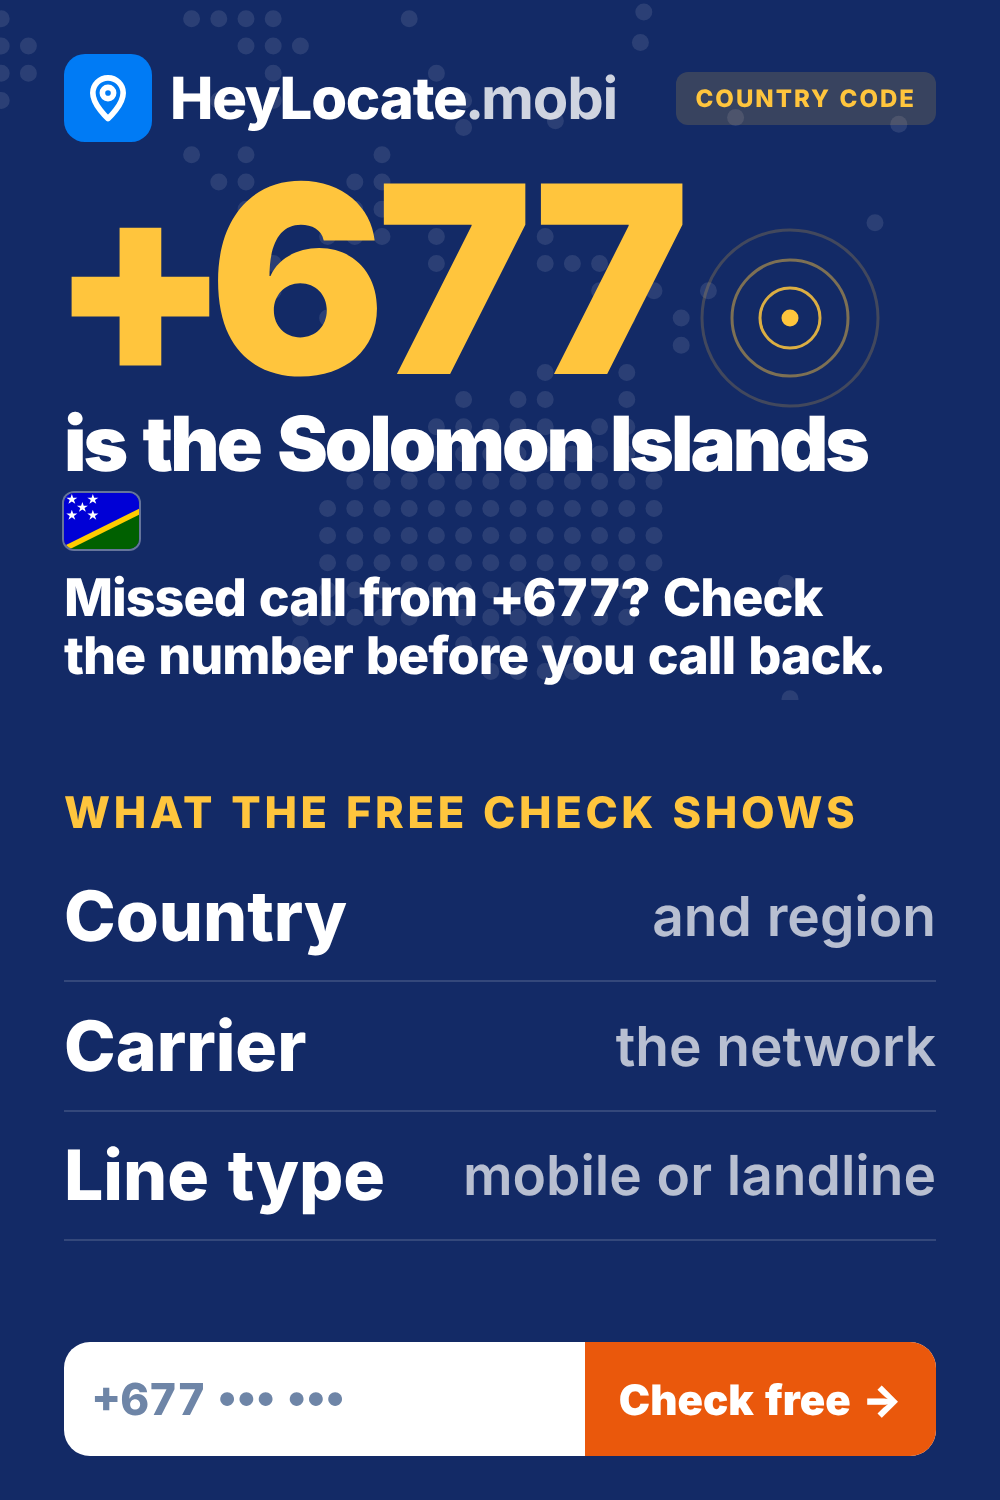 HeyLocate.mobi
COUNTRY CODE
+677
is the Solomon Islands
Missed call from +677? Check
the number before you call back.
WHAT THE FREE CHECK SHOWS
Country and region
Carrier the network
Line type mobile or landline
+677 ••• •••
Check free →